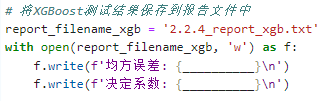 # 将XGBoost测试结果保存到报告文件中
report_filename_xgb = '2.2.4_report_xgb.txt'
with open(report_filename_xgb, 'w') as f:
    f.write(f'均方误差: {__________}\n')
    f.write(f'决定系数: {__________}\n')